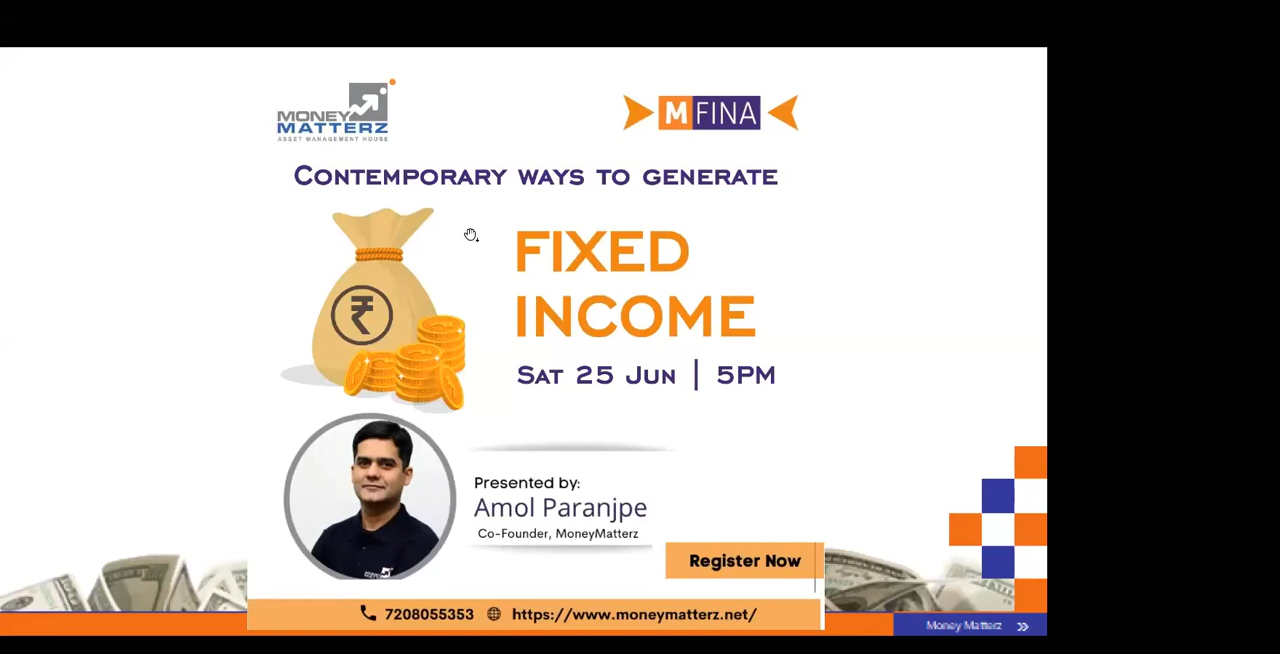 MONEY
MATTERZ
ASSET MANAGEMENT HOUSE
MFINA
Contemporary ways to generate
FIXED
INCOME
Sat 25 Jun | 5PM
₹
Presented by:
Amol Paranjpe
Co-Founder, MoneyMatterz
Register Now
7208055353 https://www.moneymatterz.net/
Money Matterz